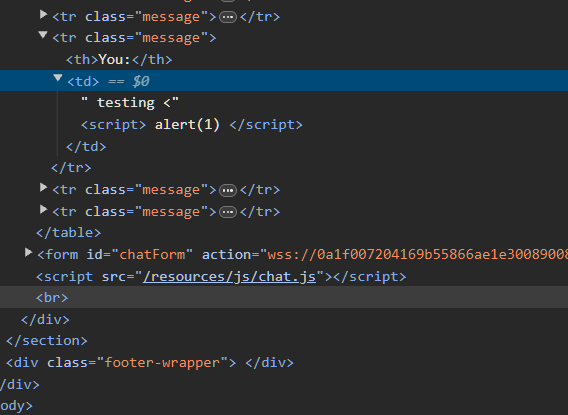 <tr class="message">⋯</tr>
<tr class="message">
<th>You:</th>
<td> == $0
" testing <"
<script> alert(1) </script>
</td>
</tr>
<tr class="message">⋯</tr>
<tr class="message">⋯</tr>
</table>
<form id="chatForm" action="wss://0a1f007204169b55866ae1e30089008
<script src="/resources/js/chat.js"></script>
<br>
</div>
</section>
<div class="footer-wrapper"> </div>
/div>
ody>